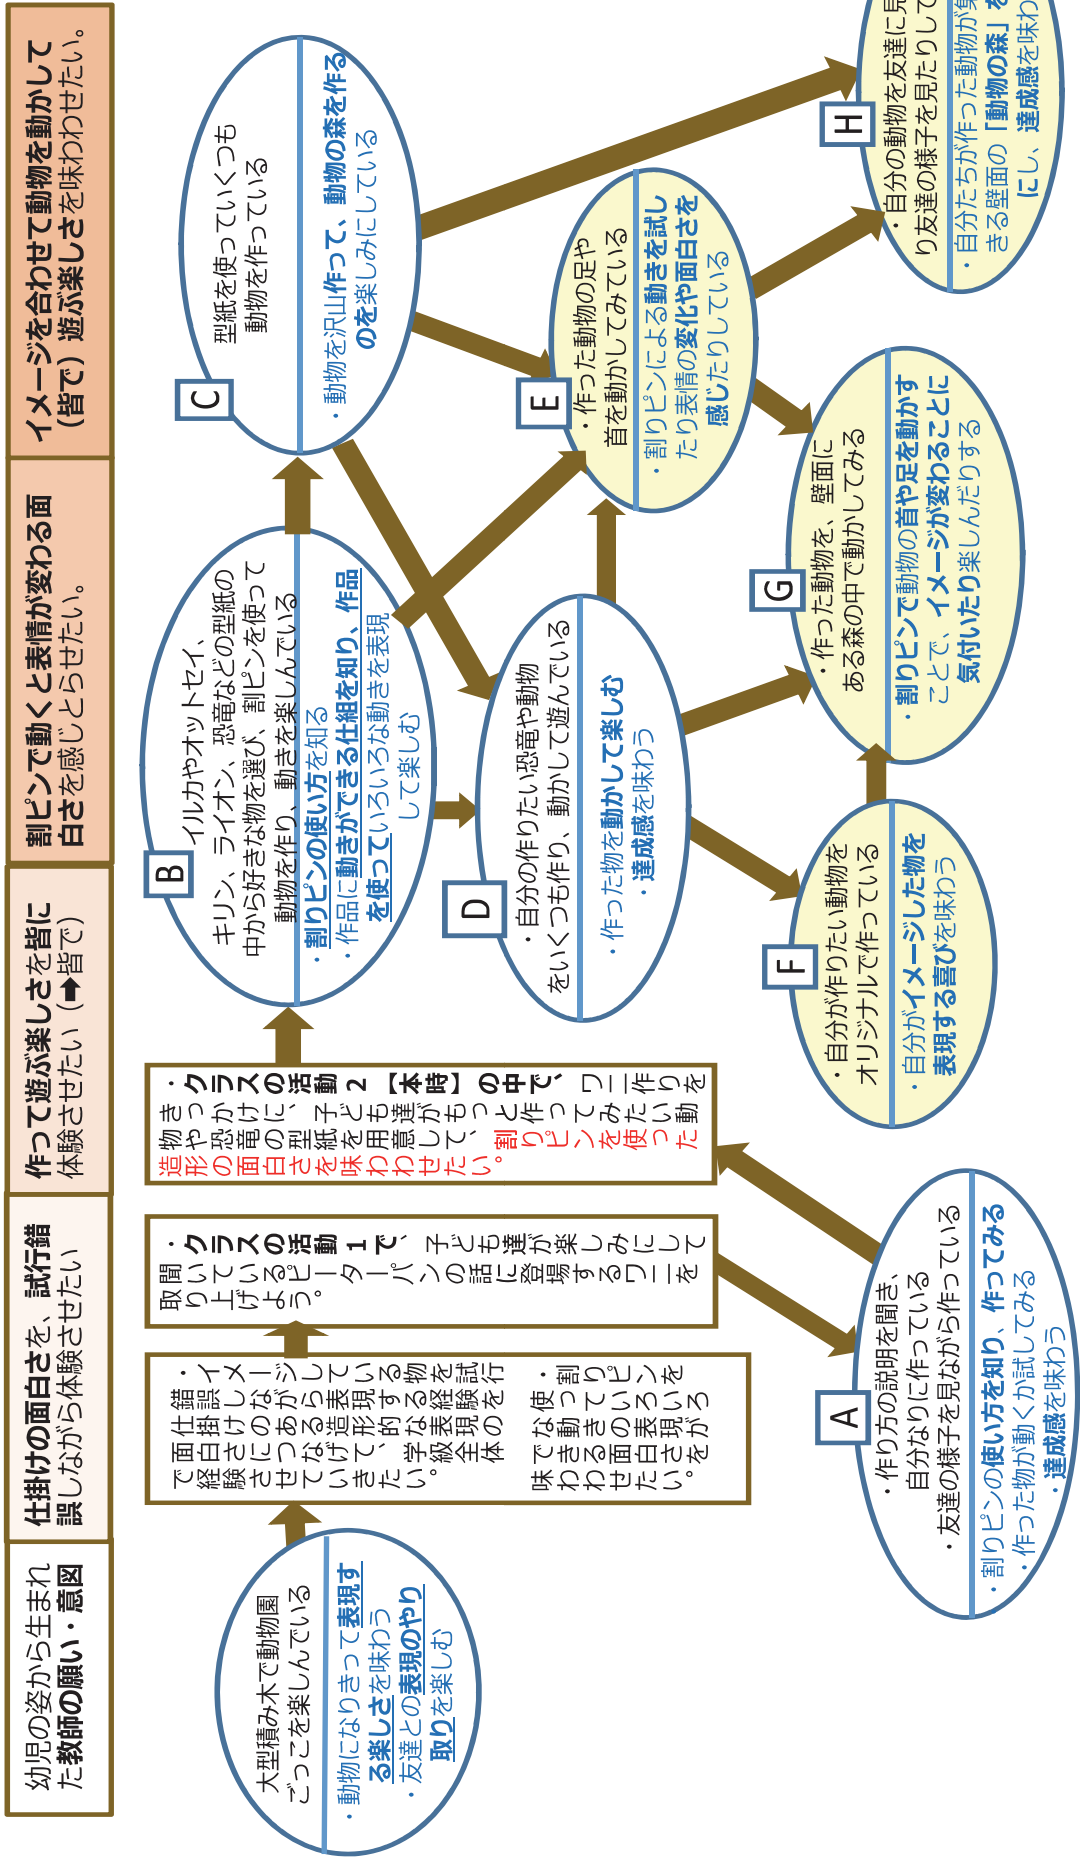 幼児の姿から生まれ
た教師の願い・意図
仕掛けの面白さを、試行錯
誤しながら体験させたい
作って遊ぶ楽しさを皆に
体験させたい（➡皆で）
割ピンで動くと表情が変わる面
白さを感じとらせたい。
イメージを合わせて動物を動かして
（皆で）遊ぶ楽しさを味わわせたい。
大型積み木で動物園
ごっこを楽しんでいる
・動物になりきって表現す
る楽しさを味わう
・友達との表現のやり
取りを楽しむ
・イメージしている物を試行
錯誤しながら表現する経験を
仕掛けのある造形的な表現の
面白さにつなげて、学級全体
で経験させていきたい。
・割りピンを
使っていろいろ
な動きの表現が
できる面白さを
味わわせたい。
・クラスの活動1で、子ども達が楽しみにして
聞いているピーターパンの話に登場するワニを
取り上げよう。
・クラスの活動2【本時】の中で、ワニ作りを
きっかけに、子ども達がもっと作ってみたい動
物や恐竜の型紙を用意して、割りピンを使った
造形の面白さを味わわせたい。
A
・作り方の説明を聞き、
自分なりに作っている
・友達の様子を見ながら作っている
・割りピンの使い方を知り、作ってみる
・作った物が動くか試してみる
・達成感を味わう
B
イルカやオットセイ、
キリン、ライオン、恐竜などの型紙の
中から好きな物を選び、割ピンを使って
動物を作り、動きを楽しんでいる
・割りピンの使い方を知る
・作品に動きができる仕組を知り、作品
を使っていろいろな動きを表現
して楽しむ
C
型紙を使っていくつも
動物を作っている
・動物を沢山作って、動物の森を作る
のを楽しみにしている
D
・自分の作りたい恐竜や動物
をいくつも作り、動かして遊んでいる
・作った物を動かして楽しむ
・達成感を味わう
E
・作った動物の足や
首を動かしてみている
・割りピンによる動きを試し
たり表情の変化や面白さを
感じたりしている
F
・自分が作りたい動物を
オリジナルで作っている
・自分がイメージした物を
表現する喜びを味わう
G
・作った動物を、壁面に
ある森の中で動かしてみる
・割りピンで動物の首や足を動かす
ことで、イメージが変わることに
気付いたり楽しんだりする
H
・自分の動物を友達に見
り友達の様子を見たりして
・自分たちが作った動物が集
きる壁面の「動物の森」を
にし、達成感を味わ